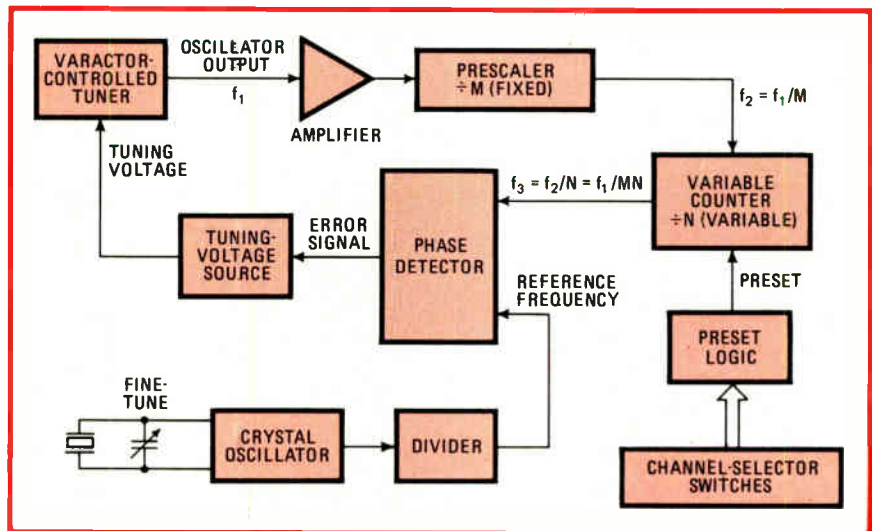 VARACTOR-
CONTROLLED
TUNER
OSCILLATOR
OUTPUT
f1
AMPLIFIER
PRESCALER
÷M (FIXED)
f2 = f1/M
TUNING
VOLTAGE
TUNING-
VOLTAGE
SOURCE
ERROR
SIGNAL
PHASE
DETECTOR
f3 = f2/N = f1/MN
VARIABLE
COUNTER
÷N (VARIABLE)
REFERENCE
FREQUENCY
PRESET
PRESET
LOGIC
FINE-
TUNE
CRYSTAL
OSCILLATOR
DIVIDER
CHANNEL-SELECTOR
SWITCHES